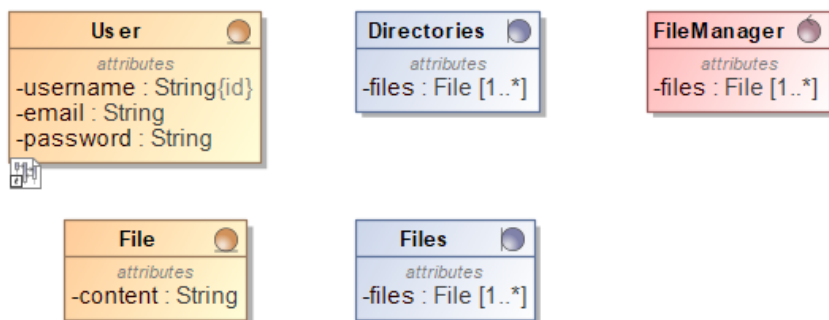 User
attributes
-username : String{id}
-email : String
-password : String
Directories
attributes
-files : File [1..*]
FileManager
attributes
-files : File [1..*]
File
attributes
-content : String
Files
attributes
-files : File [1..*]